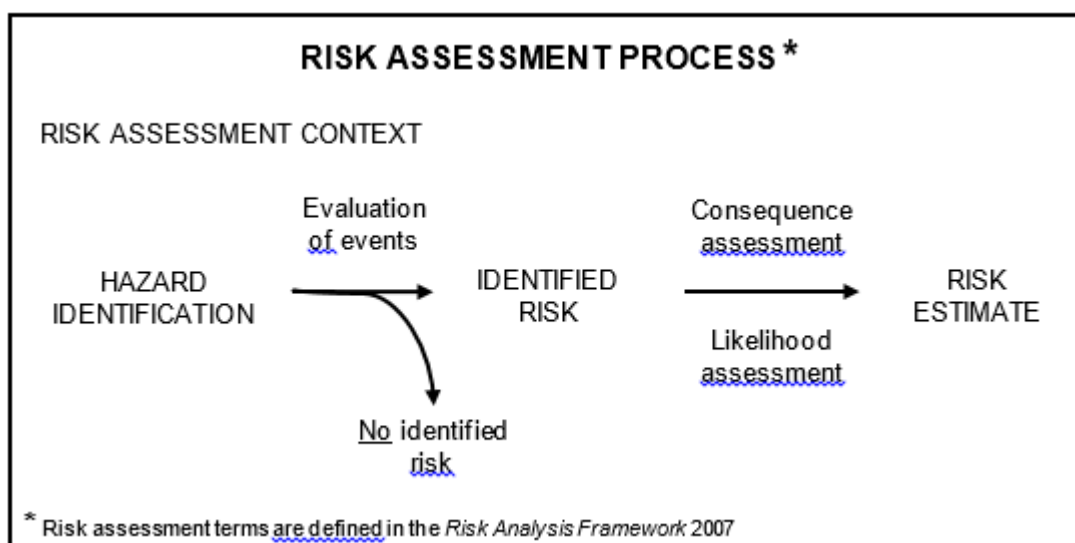 RISK ASSESSMENT PROCESS *
RISK ASSESSMENT CONTEXT
Evaluation
of events
Consequence
assessment
HAZARD
IDENTIFICATION
IDENTIFIED
RISK
RISK
ESTIMATE
Likelihood
assessment
No identified
risk
* Risk assessment terms are defined in the Risk Analysis Framework 2007